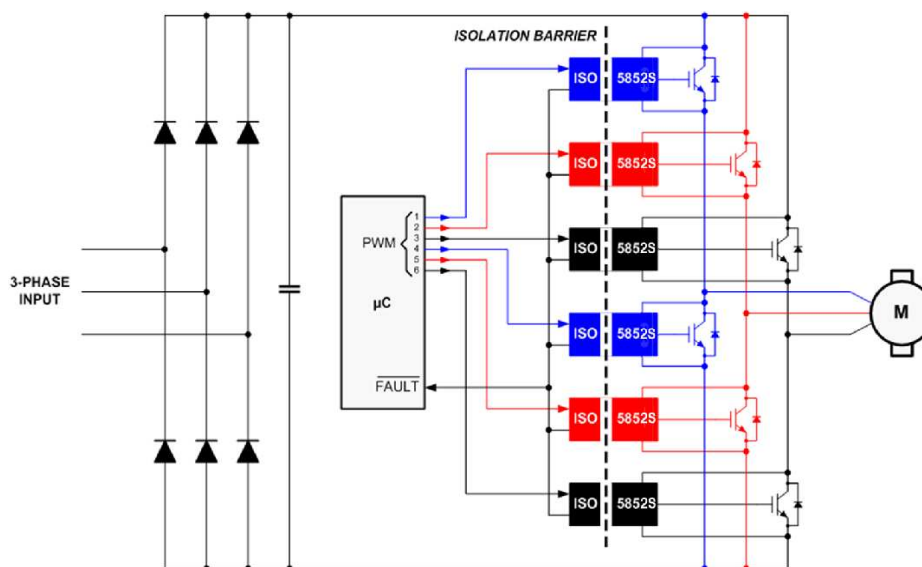 ISOLATION BARRIER
ISO 5852S
ISO 5852S
1
2
PWM 3
4
5
6
ISO 5852S
3-PHASE
INPUT
µC
M
ISO 5852S
FAULT
ISO 5852S
ISO 5852S